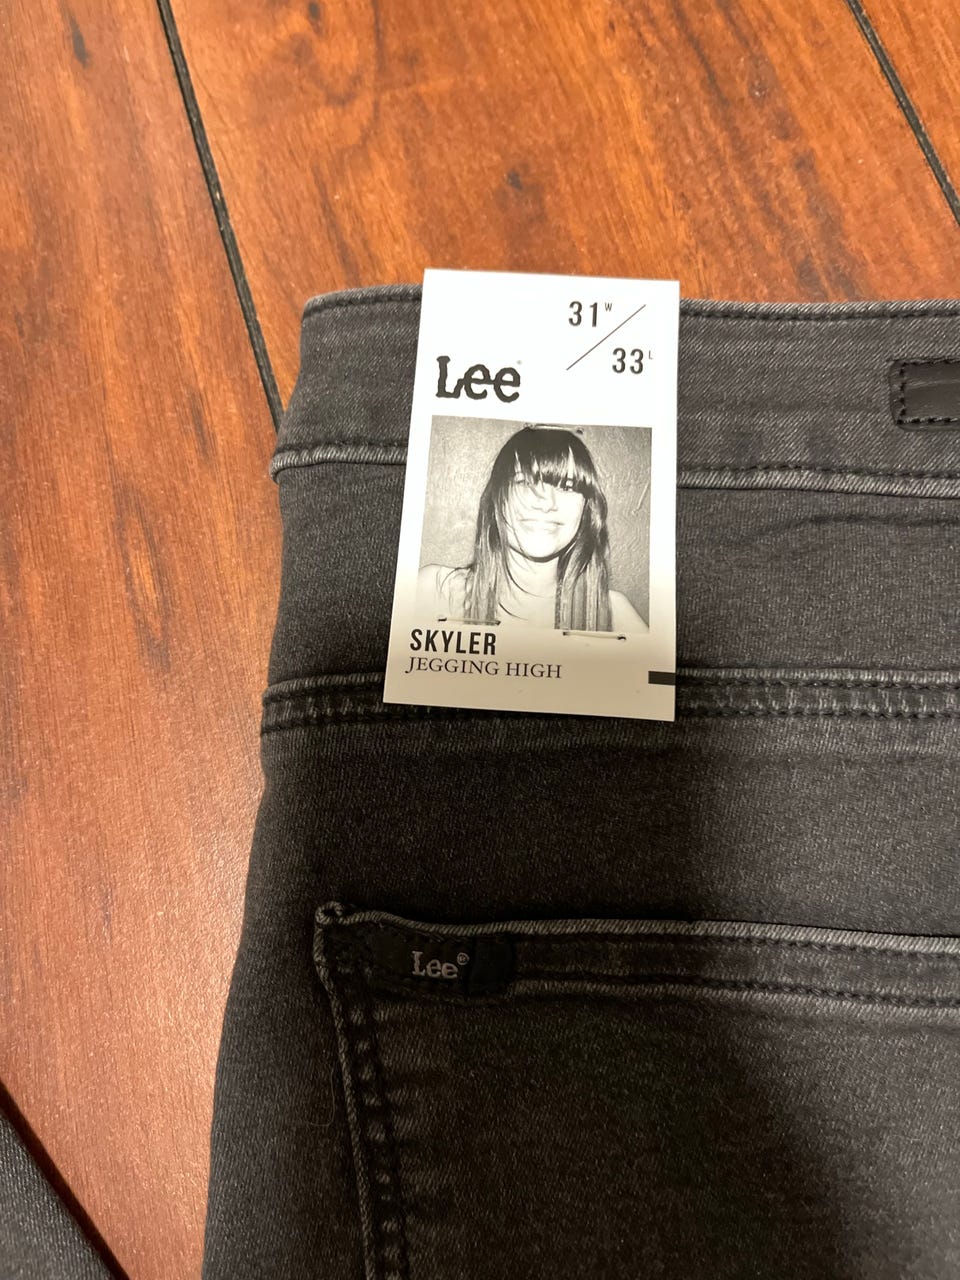 31W
33L
Lee
SKYLER
JEGGING HIGH
Lee®